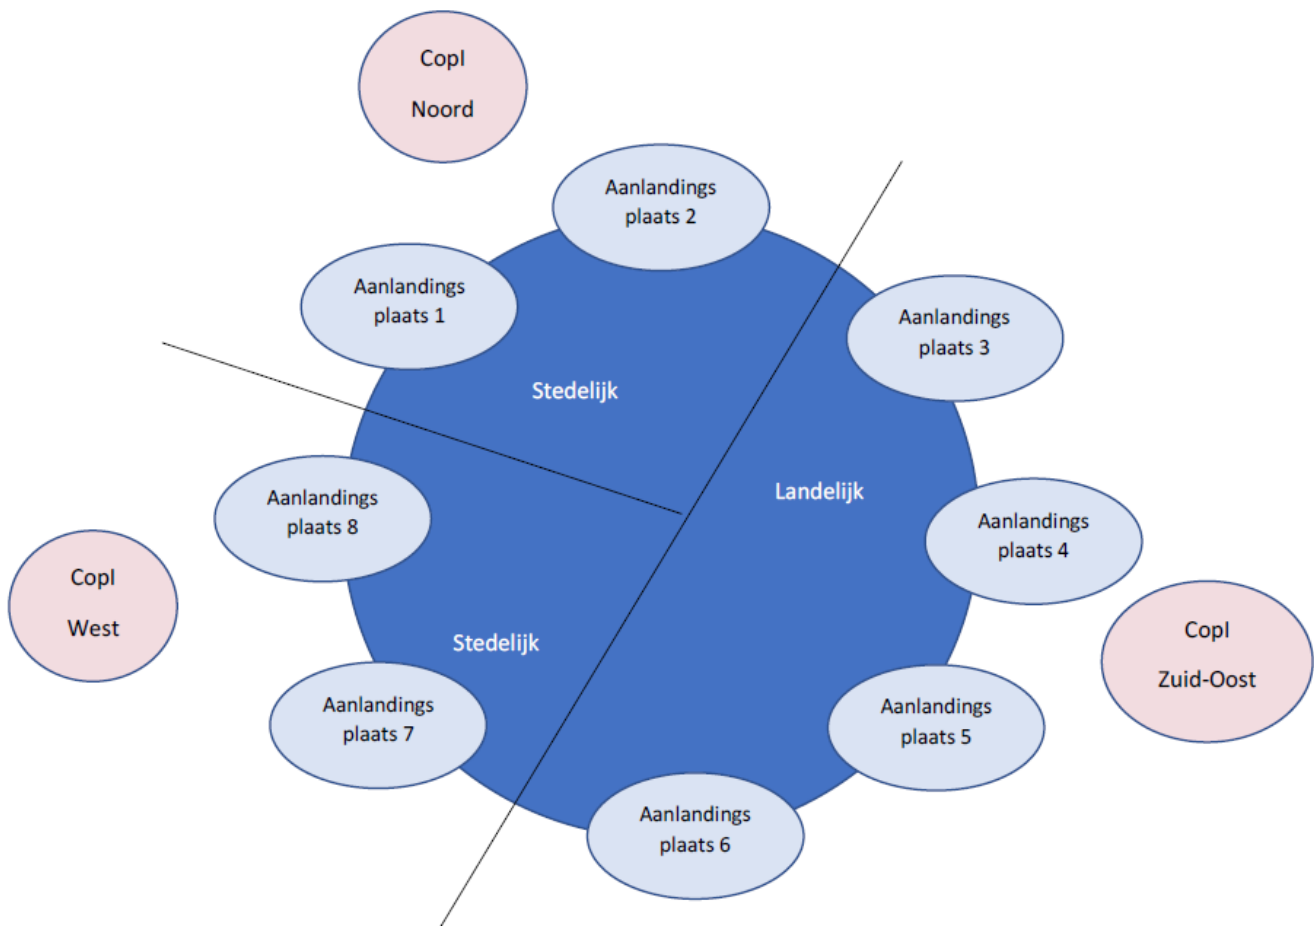 CopI
Noord
Aanlandings
plaats 2
Aanlandings
plaats 1
Aanlandings
plaats 3
Stedelijk
Landelijk
Aanlandings
plaats 8
Aanlandings
plaats 4
CopI
West
CopI
Zuid-Oost
Stedelijk
Aanlandings
plaats 7
Aanlandings
plaats 5
Aanlandings
plaats 6